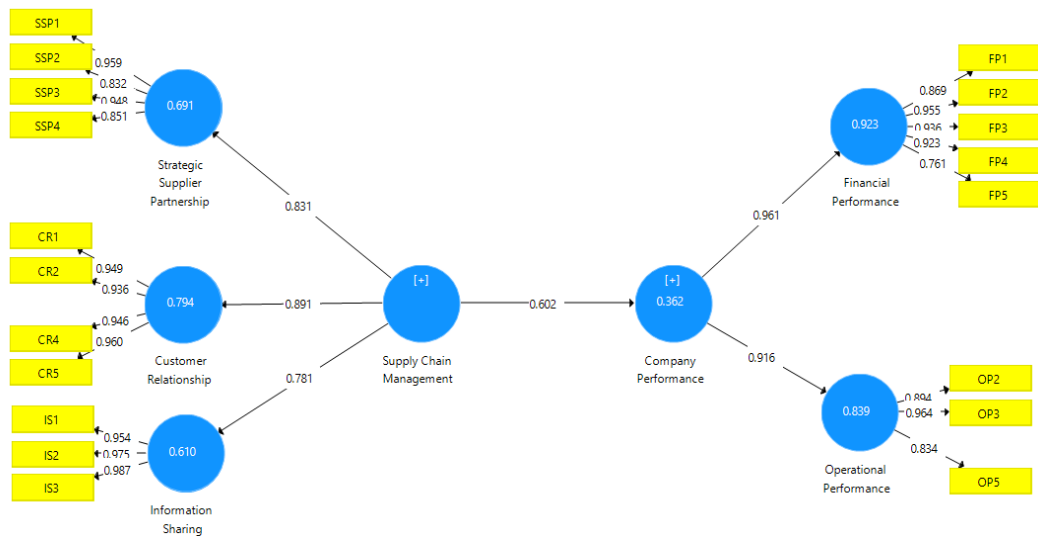 SSP1
SSP2
SSP3
SSP4
0.959
0.832
0.948
0.851
0.691
Strategic
Supplier
Partnership
0.831
CR1
CR2
CR4
CR5
0.949
0.936
0.946
0.960
0.794
Customer
Relationship
0.891
IS1
IS2
IS3
0.954
0.975
0.987
0.610
Information
Sharing
0.781
[+]
Supply Chain
Management
0.602
[+]
0.362
Company
Performance
0.961
0.923
Financial
Performance
0.869
0.955
0.936
0.923
0.761
FP1
FP2
FP3
FP4
FP5
0.916
0.839
Operational
Performance
0.894
0.964
0.834
OP2
OP3
OP5